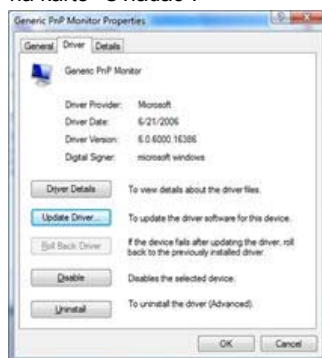 Generic PnP Monitor Properties
General Driver Details
Generic PnP Monitor
Driver Provider: Microsoft
Driver Date: 6/21/2006
Driver Version: 6.0.6000.16386
Digital Signer: microsoft windows
Driver Details To view details about the driver files.
Update Driver... To update the driver software for this device.
Roll Back Driver If the device fails after updating the driver, roll
back to the previously installed driver.
Disable Disables the selected device.
Uninstall To uninstall the driver (Advanced).
OK Cancel